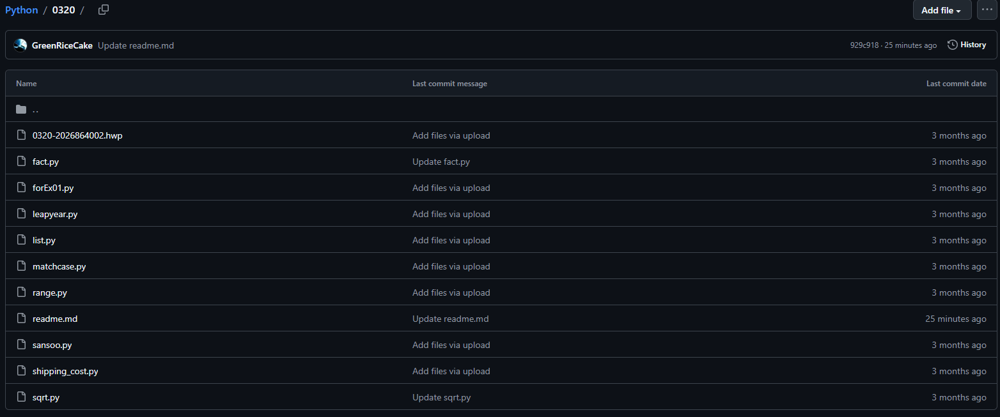 Python / 0320 /
Add file
GreenRiceCake Update readme.md 929c918 · 25 minutes ago History
Name Last commit message Last commit date
..
0320-2026864002.hwp Add files via upload 3 months ago
fact.py Update fact.py 3 months ago
forEx01.py Add files via upload 3 months ago
leapyear.py Add files via upload 3 months ago
list.py Add files via upload 3 months ago
matchcase.py Add files via upload 3 months ago
range.py Add files via upload 3 months ago
readme.md Update readme.md 25 minutes ago
sansoo.py Add files via upload 3 months ago
shipping_cost.py Add files via upload 3 months ago
sqrt.py Update sqrt.py 3 months ago